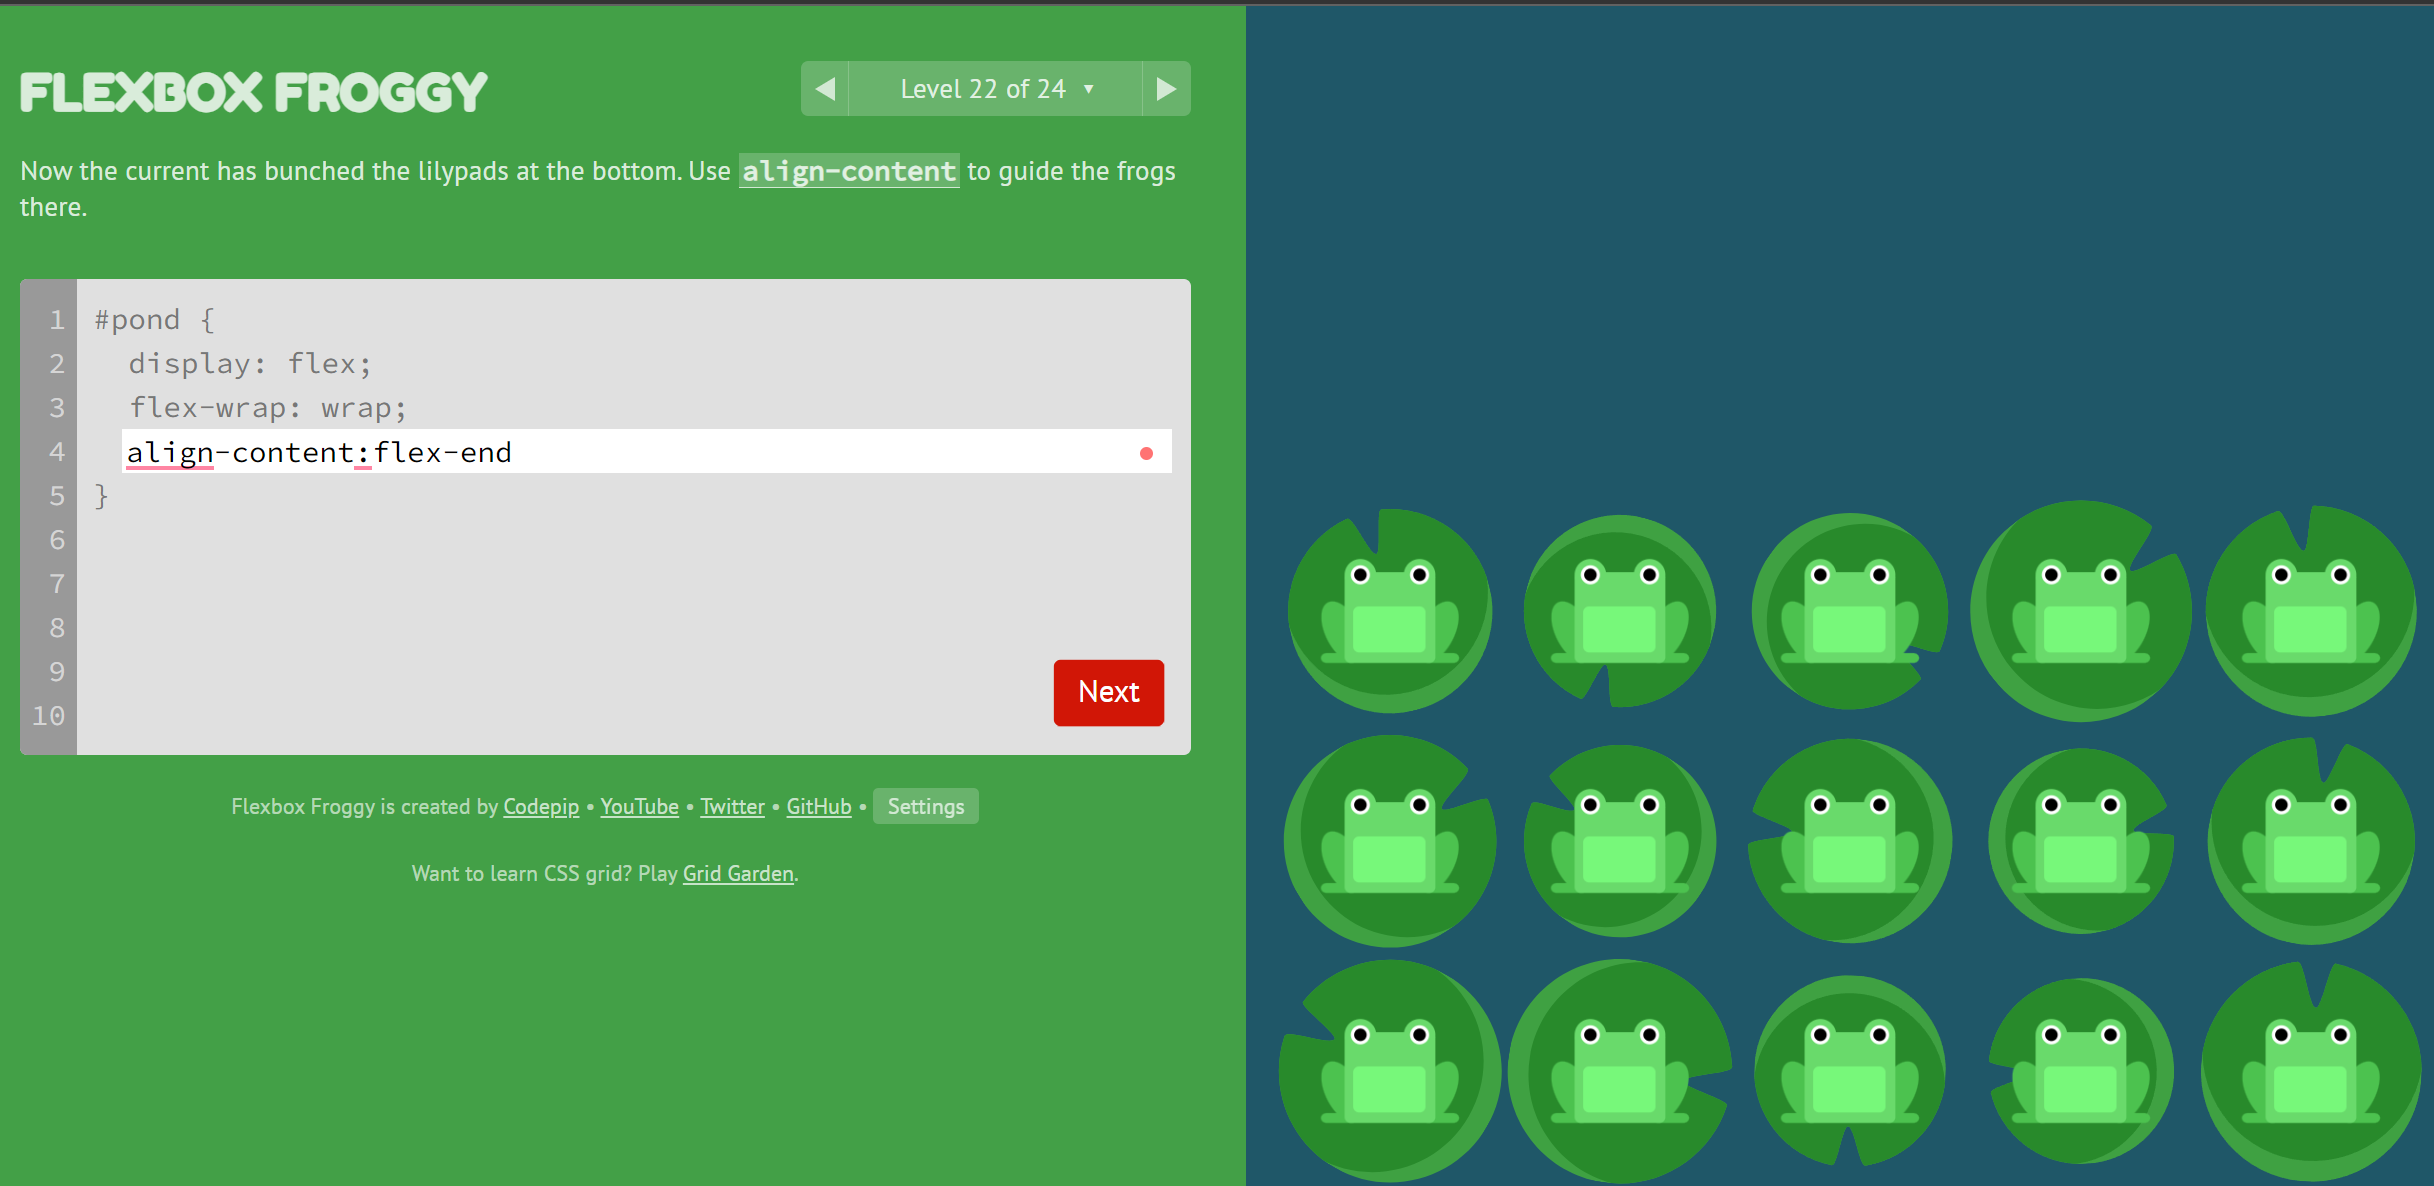 FLEXBOX FROGGY
◀ Level 22 of 24 ▼ ▶
Now the current has bunched the lilypads at the bottom. Use align-content to guide the frogs
there.
1 #pond {
2 display: flex;
3 flex-wrap: wrap;
4 align-content:flex-end
5 }
6
7
8
9
10
Next
Flexbox Froggy is created by Codepip • YouTube • Twitter • GitHub • Settings
Want to learn CSS grid? Play Grid Garden.